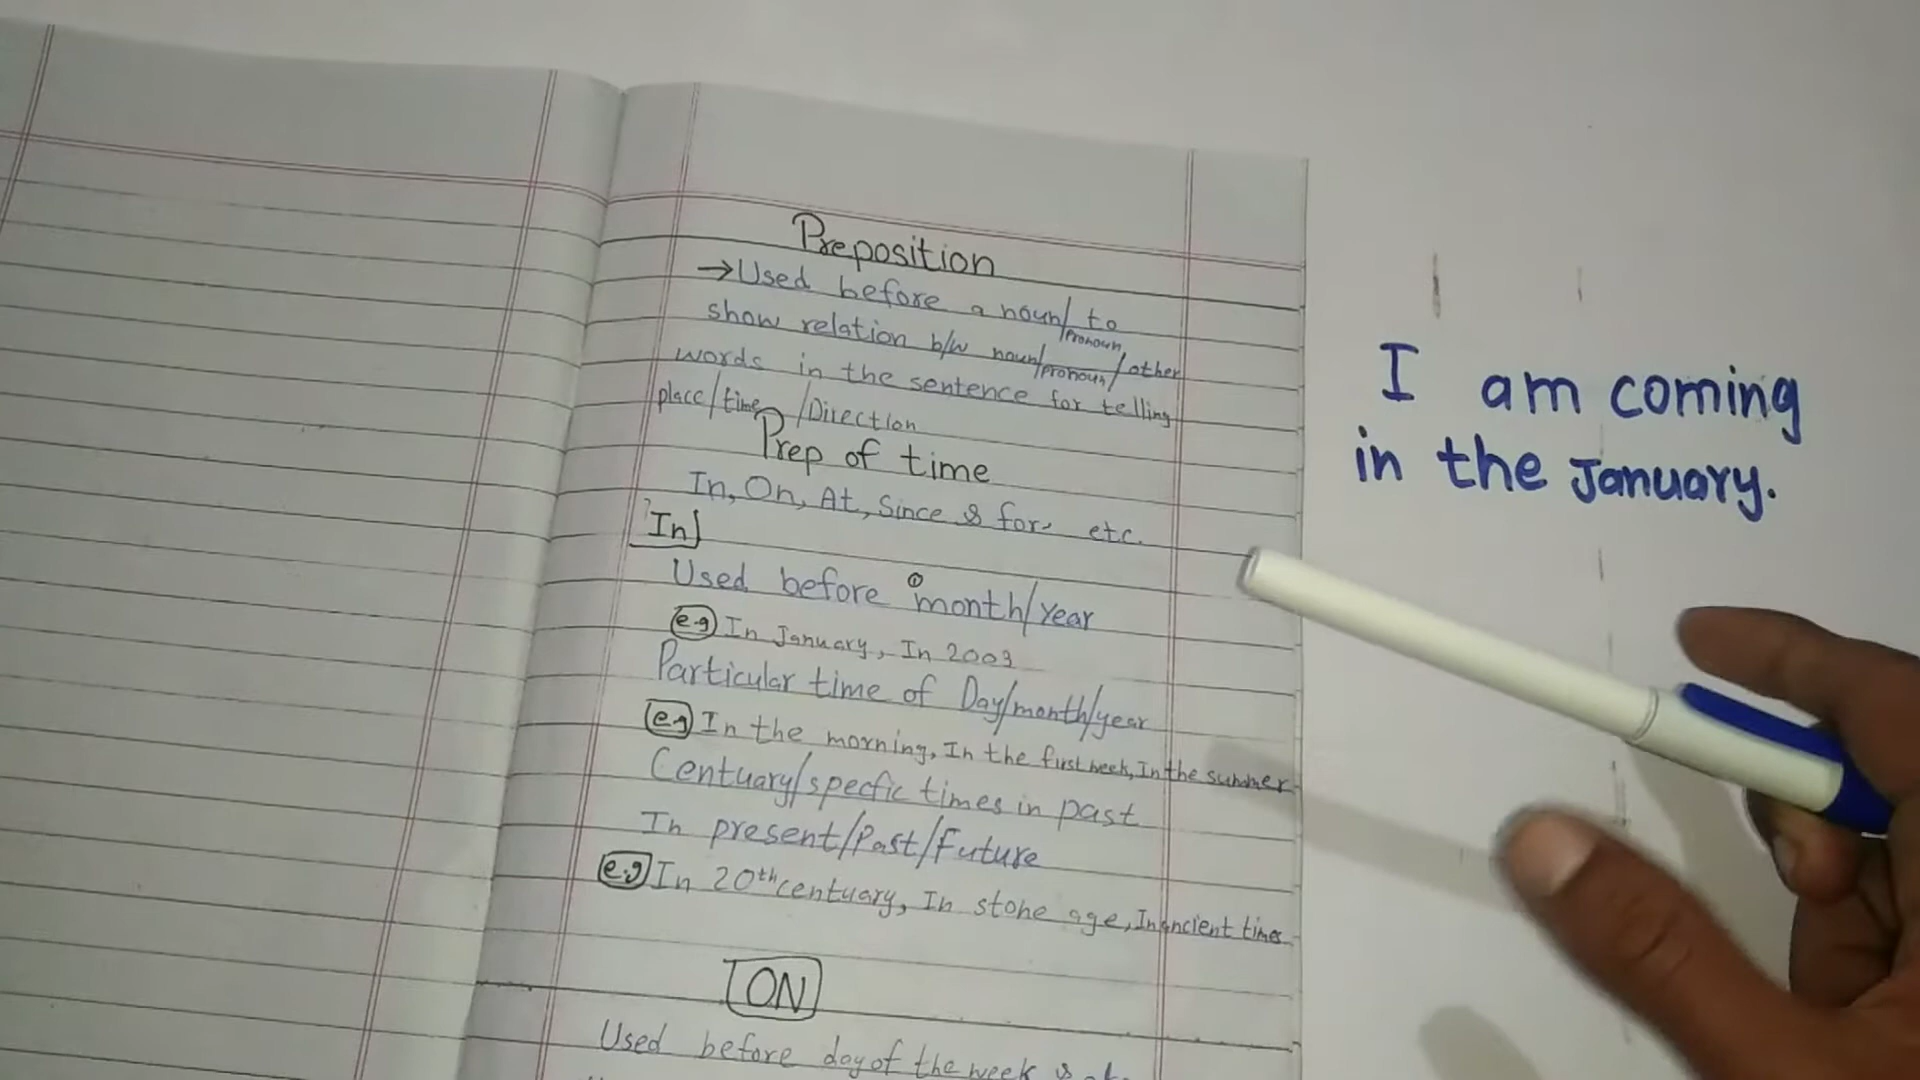 Preposition
→Used before a noun/pronoun to
show relation b/w noun/pronoun/other
words in the sentence for telling
place/time/Direction
Prep of time
In, On, At, Since & for etc.
In
Used before ① month/year
e.g In January, In 2003
Particular time of Day/month/year
e.g In the morning, In the first week, In the summer
Centuary/specfic times in past
In present/Past/Future
e.g In 20th centuary, In stone age, In ancient times
ON
Used before day of the week &
I am coming
in the January.